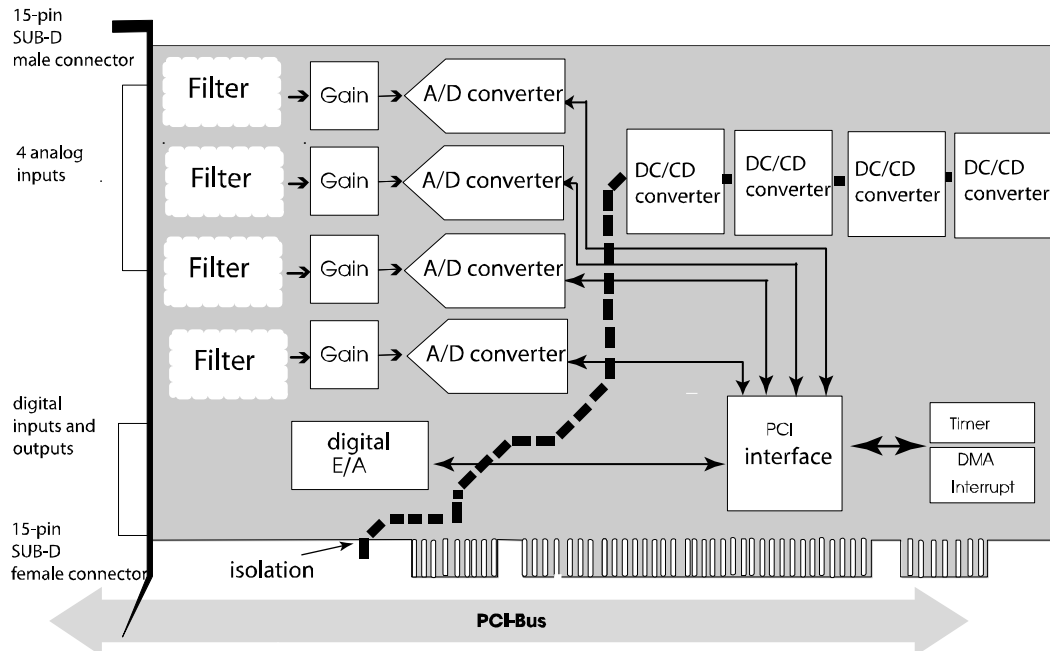 15-pin
SUB-D
male connector
Filter
Gain
A/D converter
4 analog
inputs
Filter
Gain
A/D converter
DC/CD
converter
DC/CD
converter
DC/CD
converter
DC/CD
converter
Filter
Gain
A/D converter
Filter
Gain
A/D converter
digital
inputs and
outputs
digital
E/A
PCI
interface
Timer
DMA
Interrupt
15-pin
SUB-D
female connector
isolation
PCI-Bus